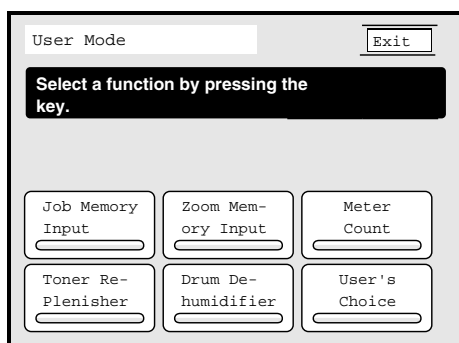 User Mode
Exit
Select a function by pressing the
key.
Job Memory
Input
Zoom Mem-
ory Input
Meter
Count
Toner Re-
Plenisher
Drum De-
humidifier
User's
Choice